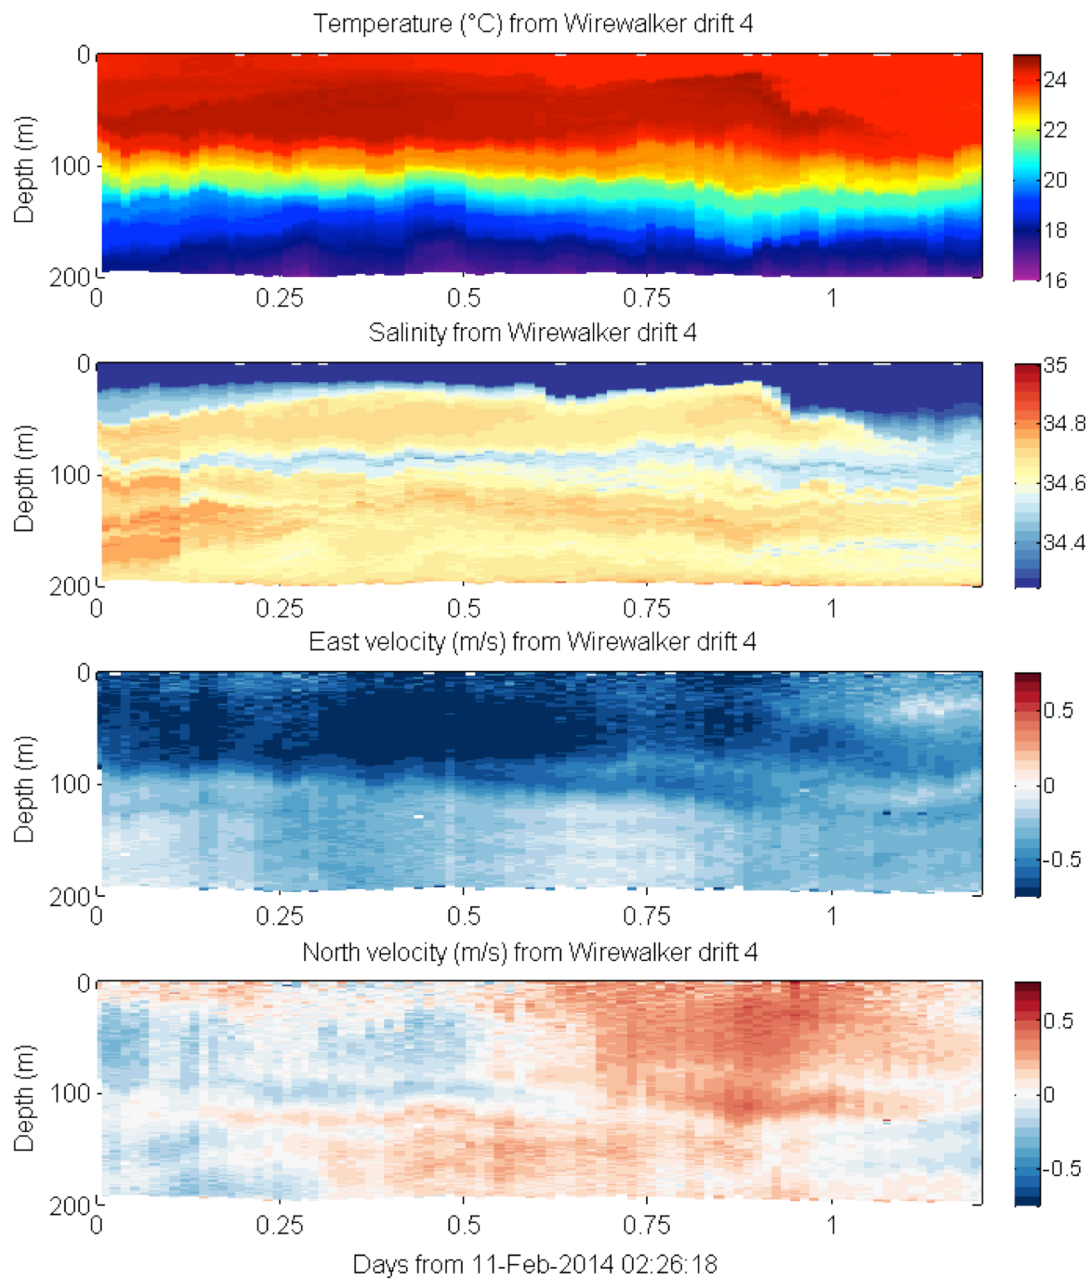 Temperature (°C) from Wirewalker drift 4
0
100
200
Depth (m)
0 0.25 0.5 0.75 1
24
22
20
18
16
Salinity from Wirewalker drift 4
0
100
200
Depth (m)
0 0.25 0.5 0.75 1
35
34.8
34.6
34.4
East velocity (m/s) from Wirewalker drift 4
0
100
200
Depth (m)
0 0.25 0.5 0.75 1
0.5
0
-0.5
North velocity (m/s) from Wirewalker drift 4
0
100
200
Depth (m)
0 0.25 0.5 0.75 1
0.5
0
-0.5
Days from 11-Feb-2014 02:26:18